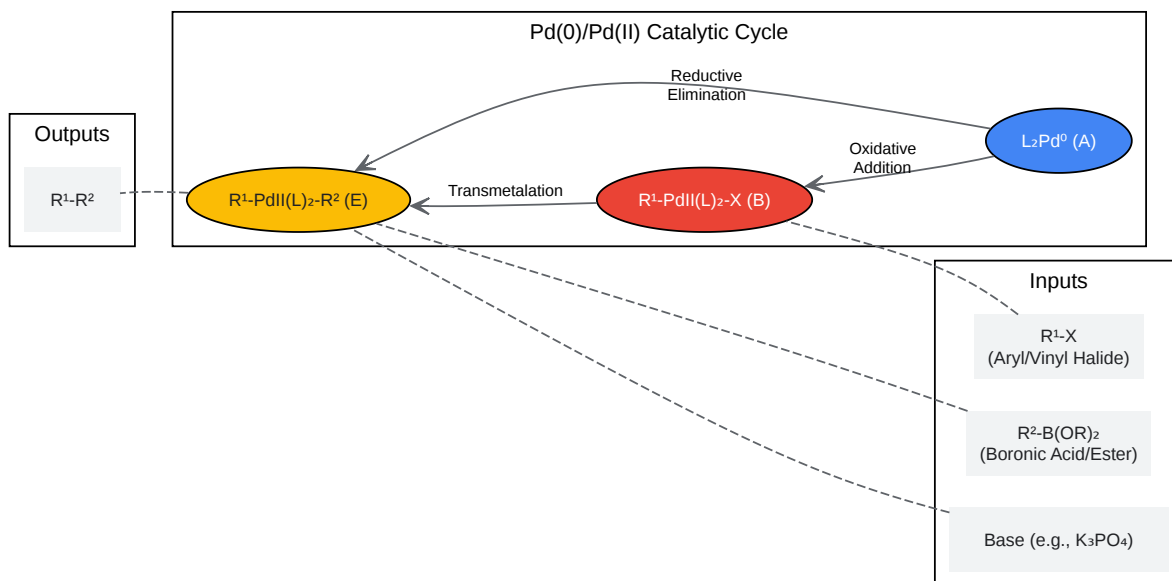 Pd(0)/Pd(II) Catalytic Cycle
Reductive
Elimination
L₂Pd⁰ (A)
Oxidative
Addition
Outputs
R¹-R²
R¹-PdII(L)₂-R² (E)
Transmetalation
R¹-PdII(L)₂-X (B)
Inputs
R¹-X
(Aryl/Vinyl Halide)
R²-B(OR)₂
(Boronic Acid/Ester)
Base (e.g., K₃PO₄)